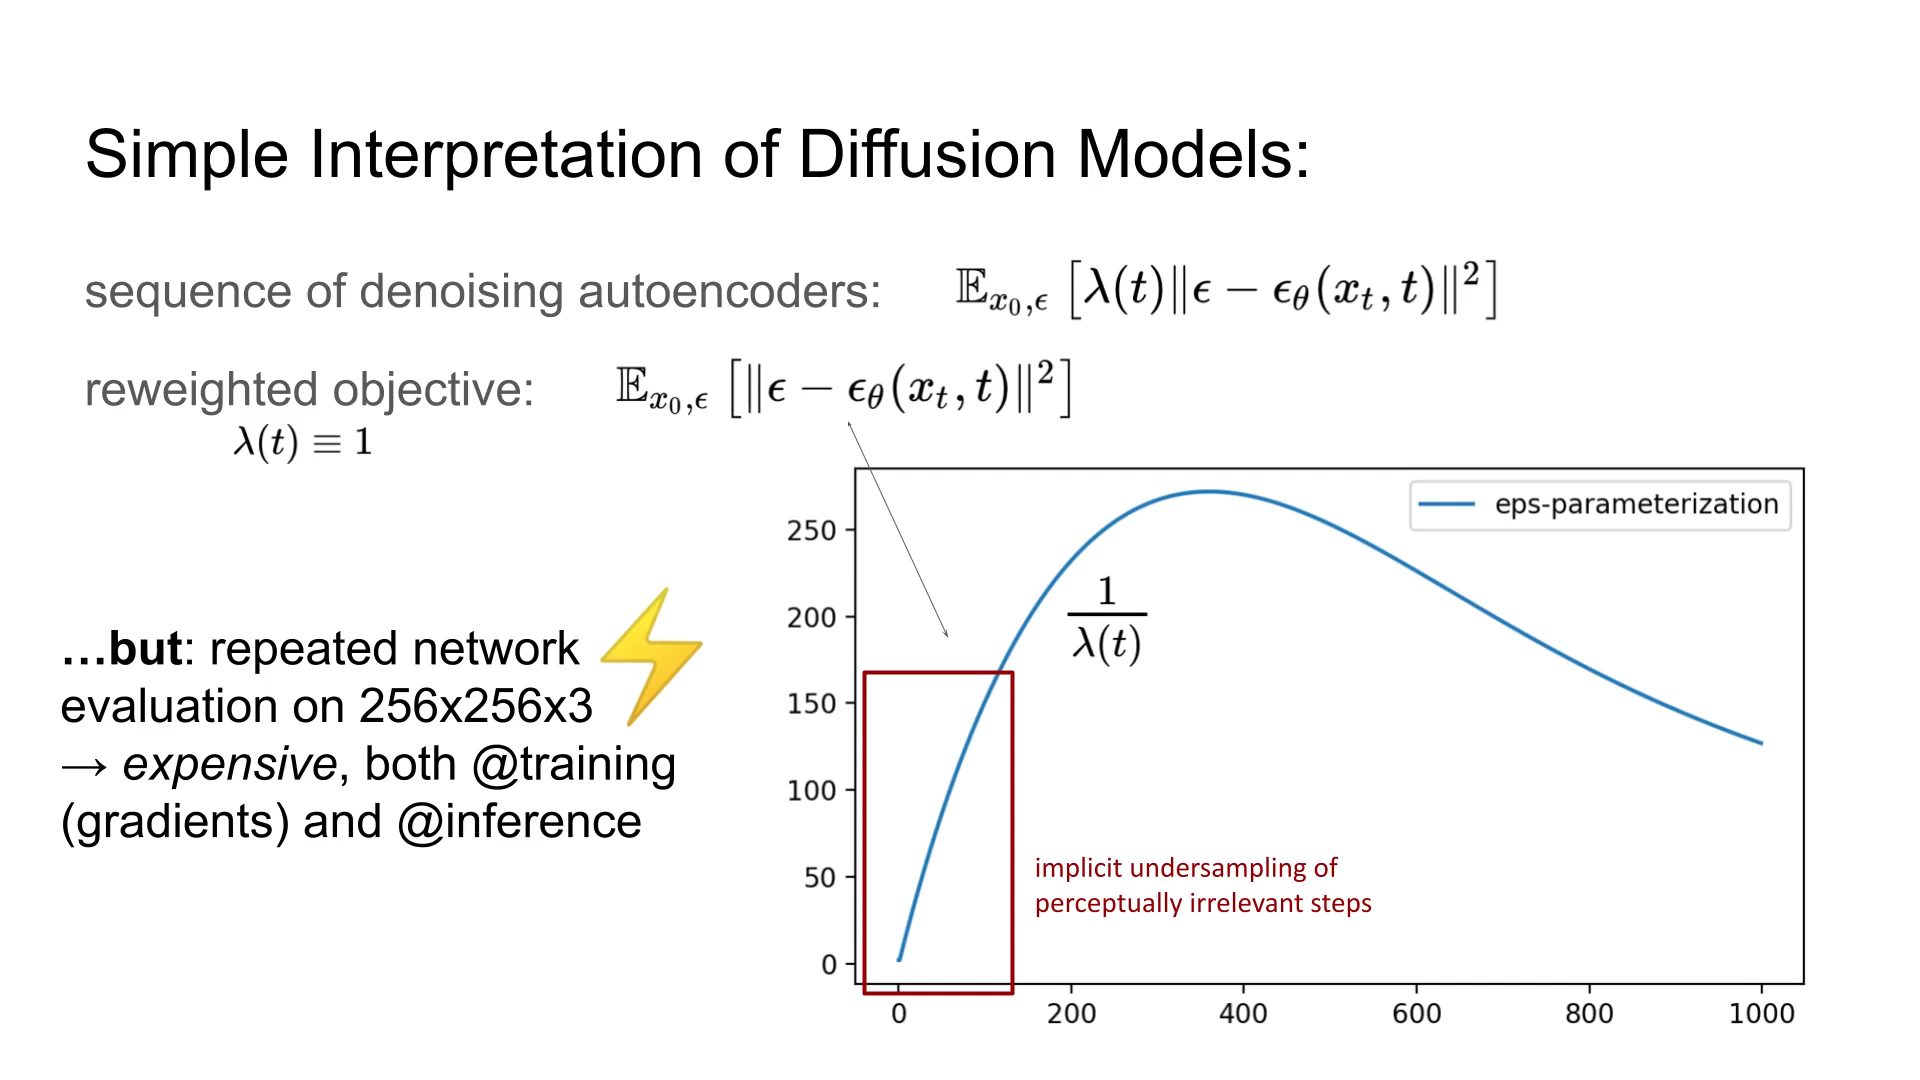 Simple Interpretation of Diffusion Models:
sequence of denoising autoencoders: 𝔼_{x_0,ϵ} [λ(t)‖ϵ − ϵ_θ(x_t, t)‖²]
reweighted objective: 𝔼_{x_0,ϵ} [‖ϵ − ϵ_θ(x_t, t)‖²]
λ(t) ≡ 1
...but: repeated network
evaluation on 256x256x3
→ expensive, both @training
(gradients) and @inference
eps-parameterization
1/λ(t)
250
200
150
100
50
0
implicit undersampling of
perceptually irrelevant steps
0 200 400 600 800 1000